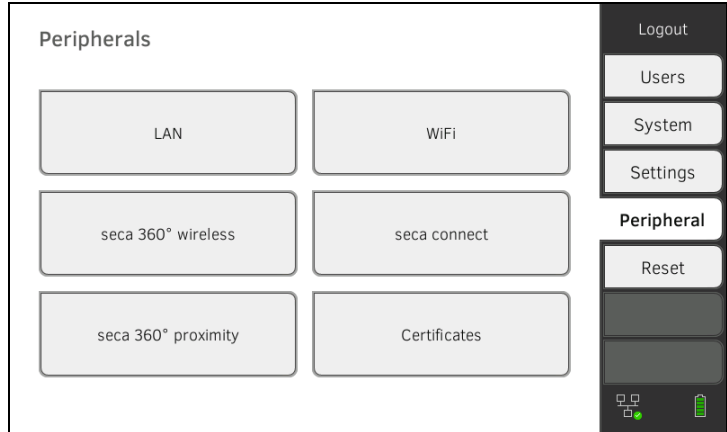 Peripherals
LAN
WiFi
seca 360° wireless
seca connect
seca 360° proximity
Certificates
Logout
Users
System
Settings
Peripheral
Reset